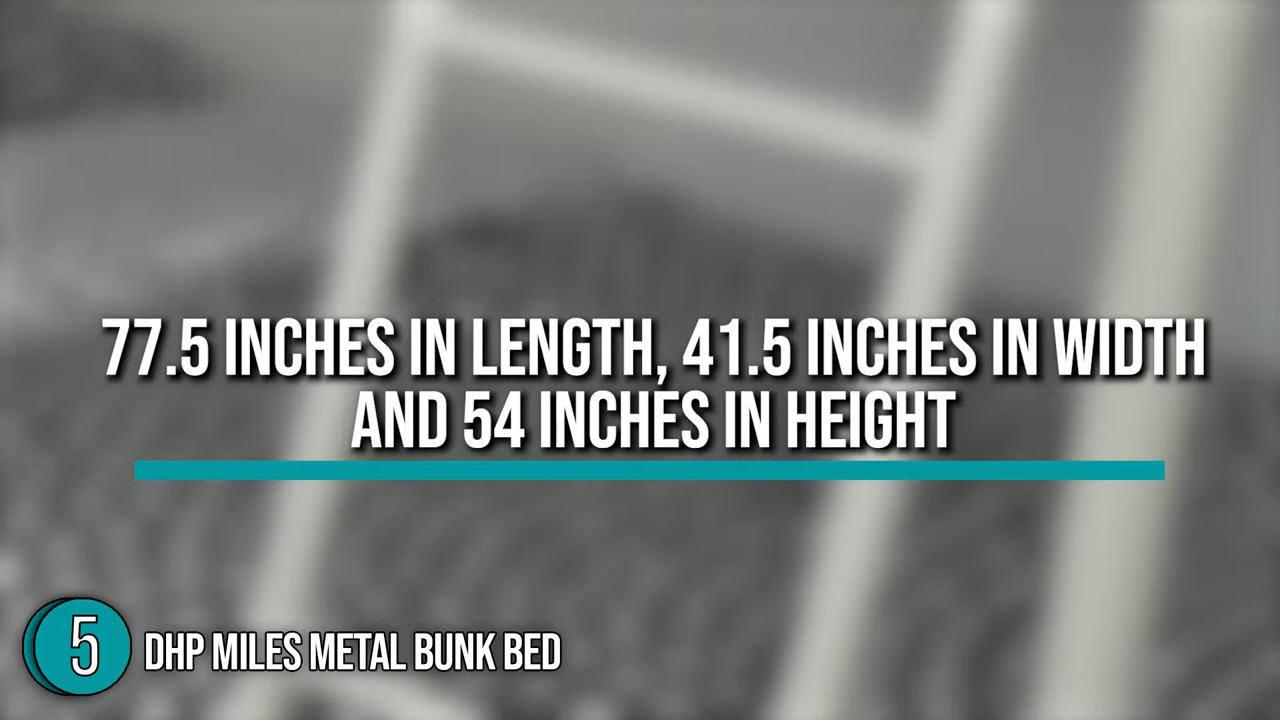 77.5 INCHES IN LENGTH, 41.5 INCHES IN WIDTH
AND 54 INCHES IN HEIGHT
5
DHP MILES METAL BUNK BED